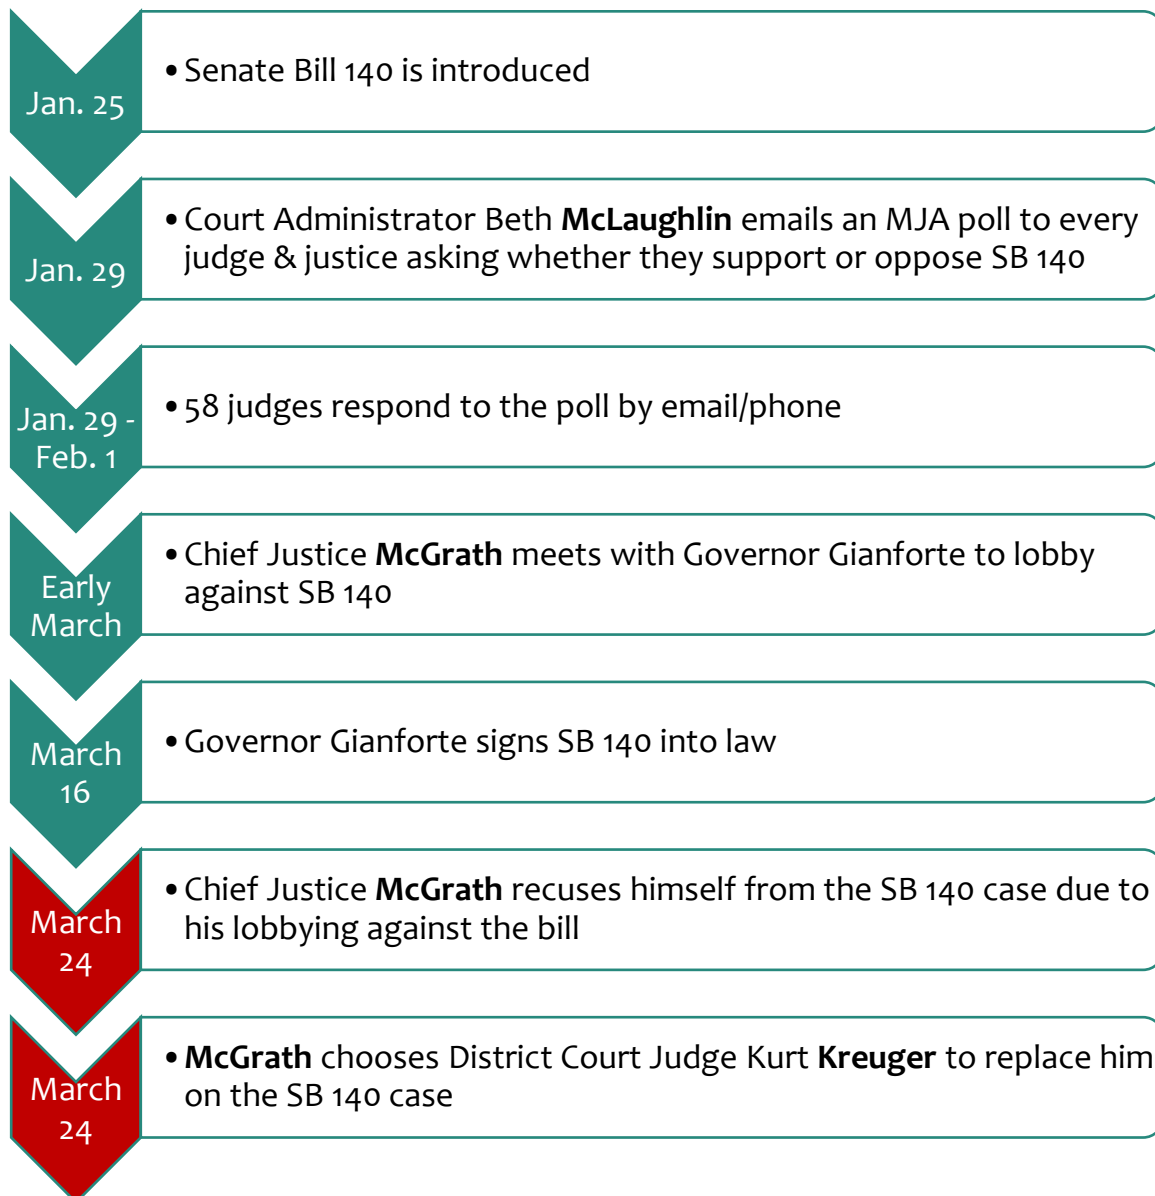 Jan. 25
• Senate Bill 140 is introduced
Jan. 29
• Court Administrator Beth McLaughlin emails an MJA poll to every
judge & justice asking whether they support or oppose SB 140
Jan. 29 -
Feb. 1
• 58 judges respond to the poll by email/phone
Early
March
• Chief Justice McGrath meets with Governor Gianforte to lobby
against SB 140
March
16
• Governor Gianforte signs SB 140 into law
March
24
• Chief Justice McGrath recuses himself from the SB 140 case due to
his lobbying against the bill
March
24
• McGrath chooses District Court Judge Kurt Kreuger to replace him
on the SB 140 case